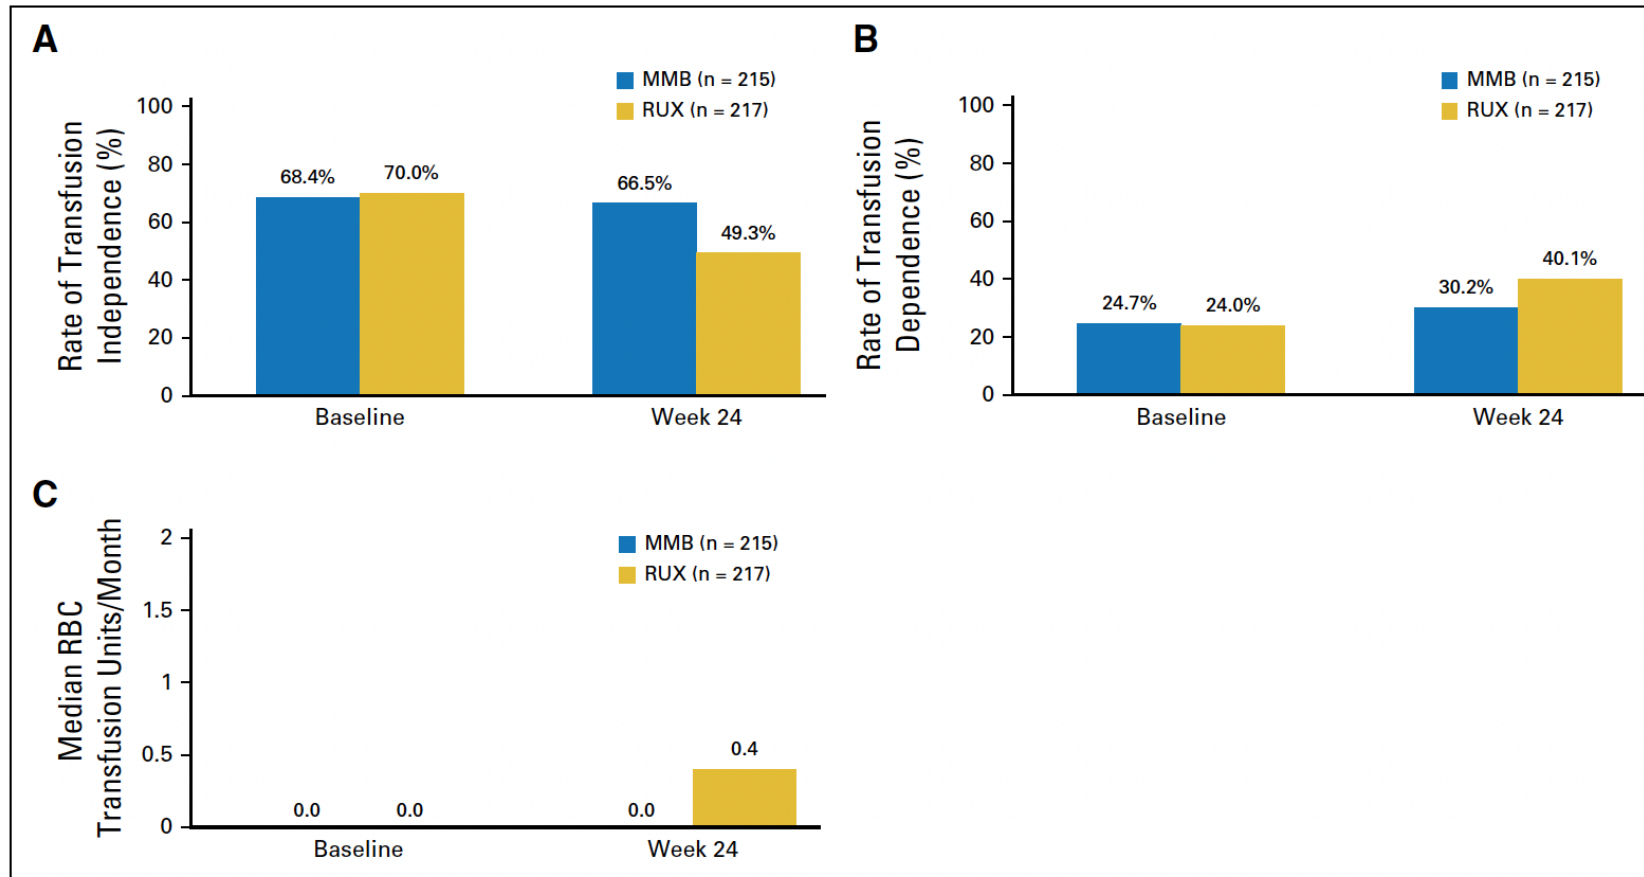 A
Rate of Transfusion
Independence (%)
MMB (n = 215)
RUX (n = 217)
100
80
60
40
20
0
68.4%
70.0%
66.5%
49.3%
Baseline
Week 24
B
Rate of Transfusion
Dependence (%)
MMB (n = 215)
RUX (n = 217)
100
80
60
40
20
0
24.7%
24.0%
30.2%
40.1%
Baseline
Week 24
C
Median RBC
Transfusion Units/Month
MMB (n = 215)
RUX (n = 217)
2
1.5
1
0.5
0
0.0
0.0
0.0
0.4
Baseline
Week 24